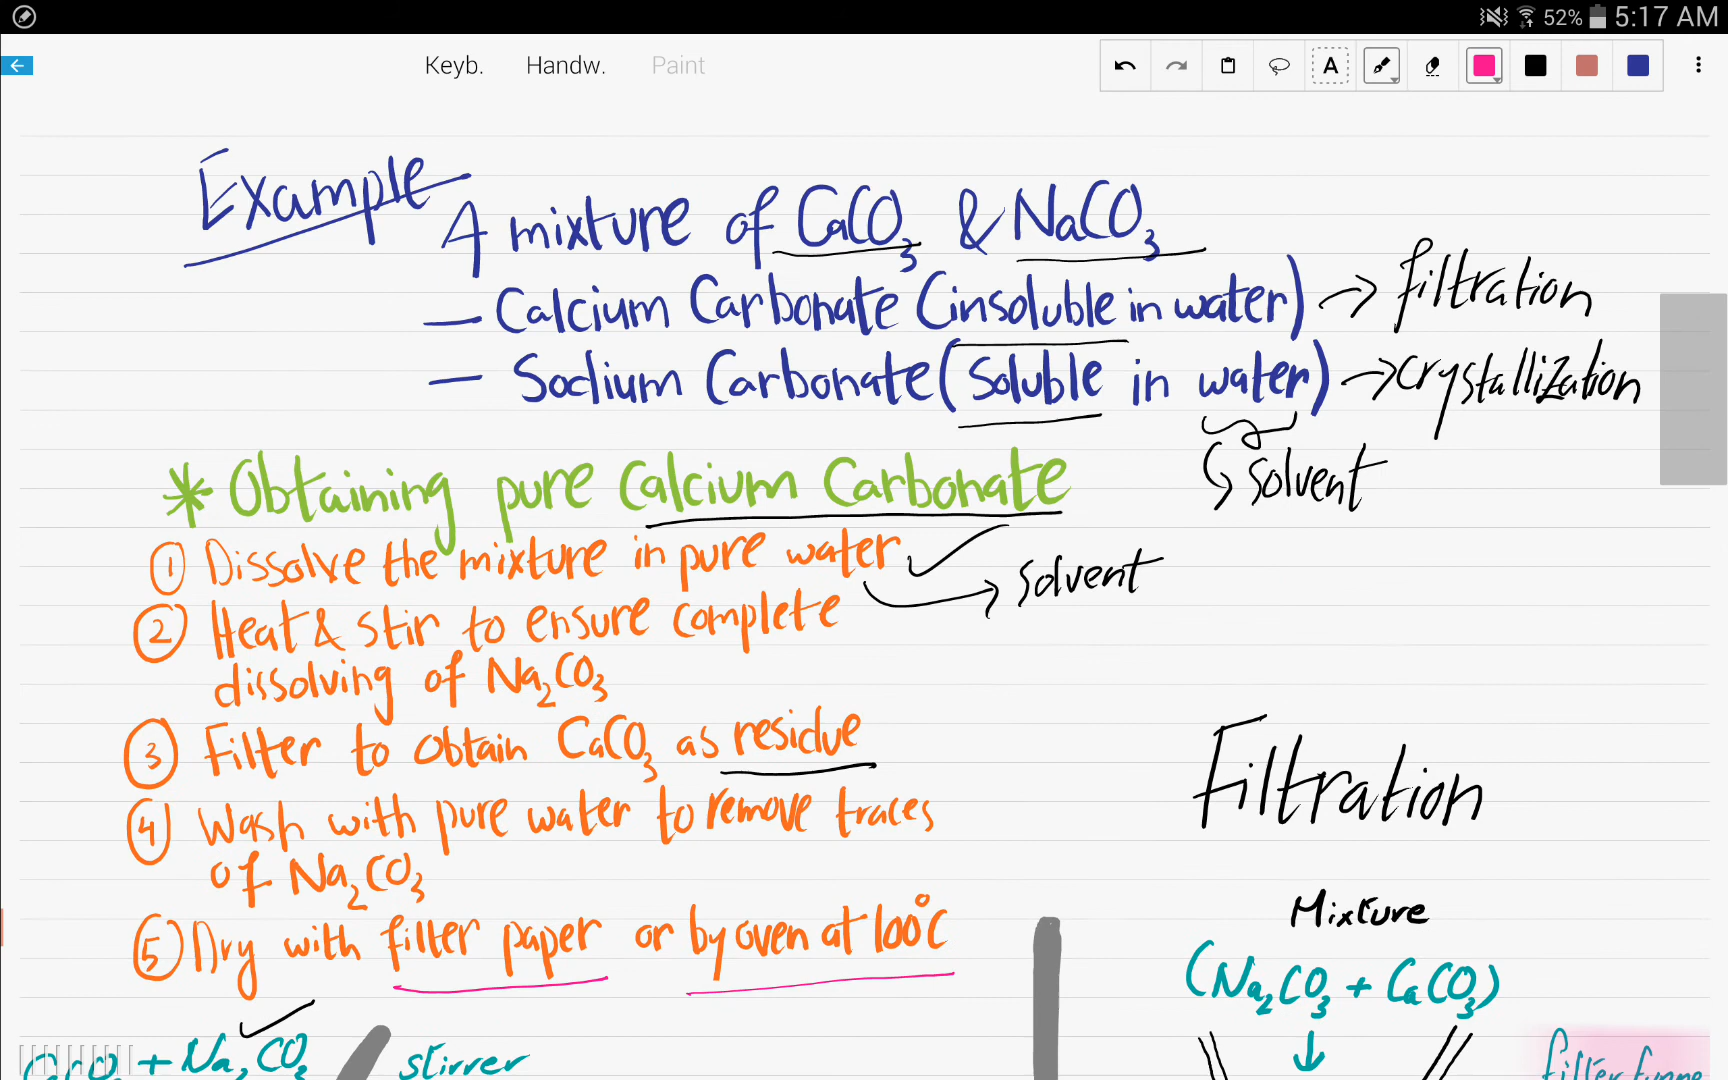 52% 5:17 AM
Keyb. Handw. Paint
A
Example
A mixture of CaCO₃ & NaCO₃
– Calcium Carbonate (insoluble in water) → filtration
– Sodium Carbonate (Soluble in water) → crystallization
solvent
* Obtaining pure Calcium Carbonate
① Dissolve the mixture in pure water → solvent
② Heat & stir to ensure complete
dissolving of Na₂CO₃
③ Filter to obtain CaCO₃ as residue
④ Wash with pure water to remove traces
of Na₂CO₃
⑤ Dry with filter paper or by oven at 100°C
Filtration
Mixture
(Na₂CO₃ + CaCO₃)
+ Na₂CO₃
stirrer
filter